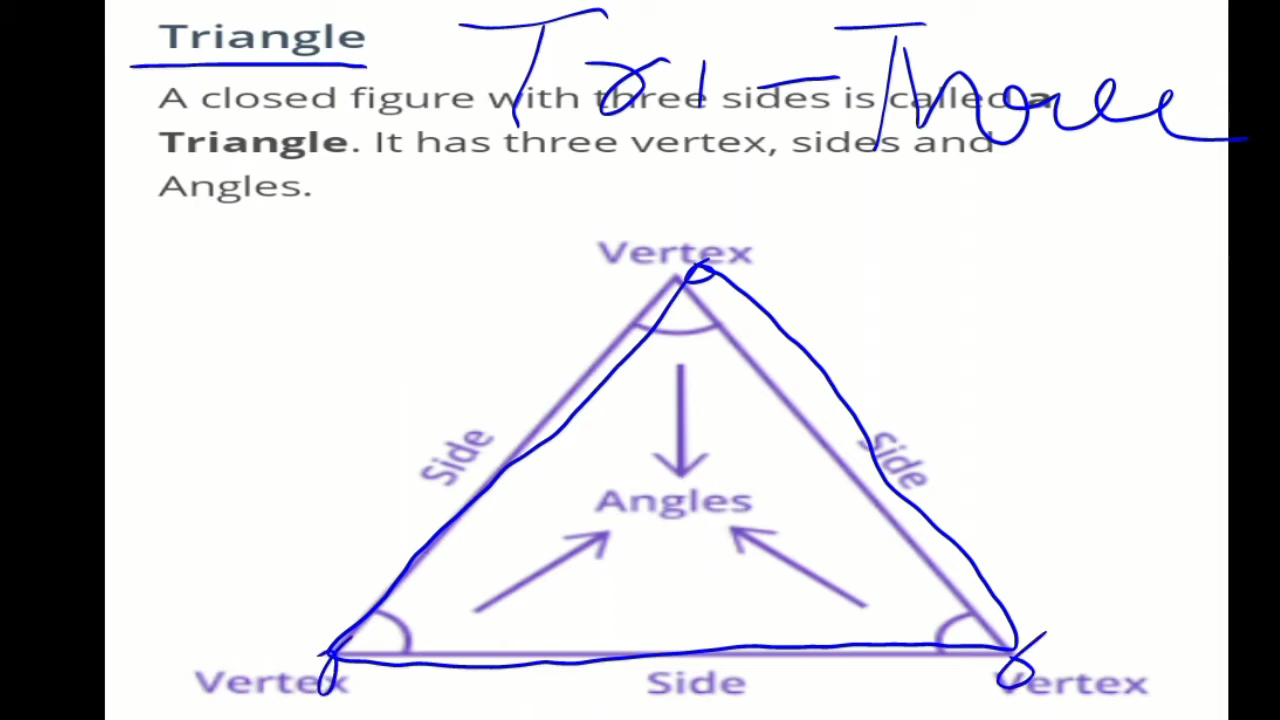 Triangle
Tri - Three
A closed figure with three sides is called a
Triangle. It has three vertex, sides and
Angles.
Vertex
Side
side
Angles
Vertex
Side
Vertex